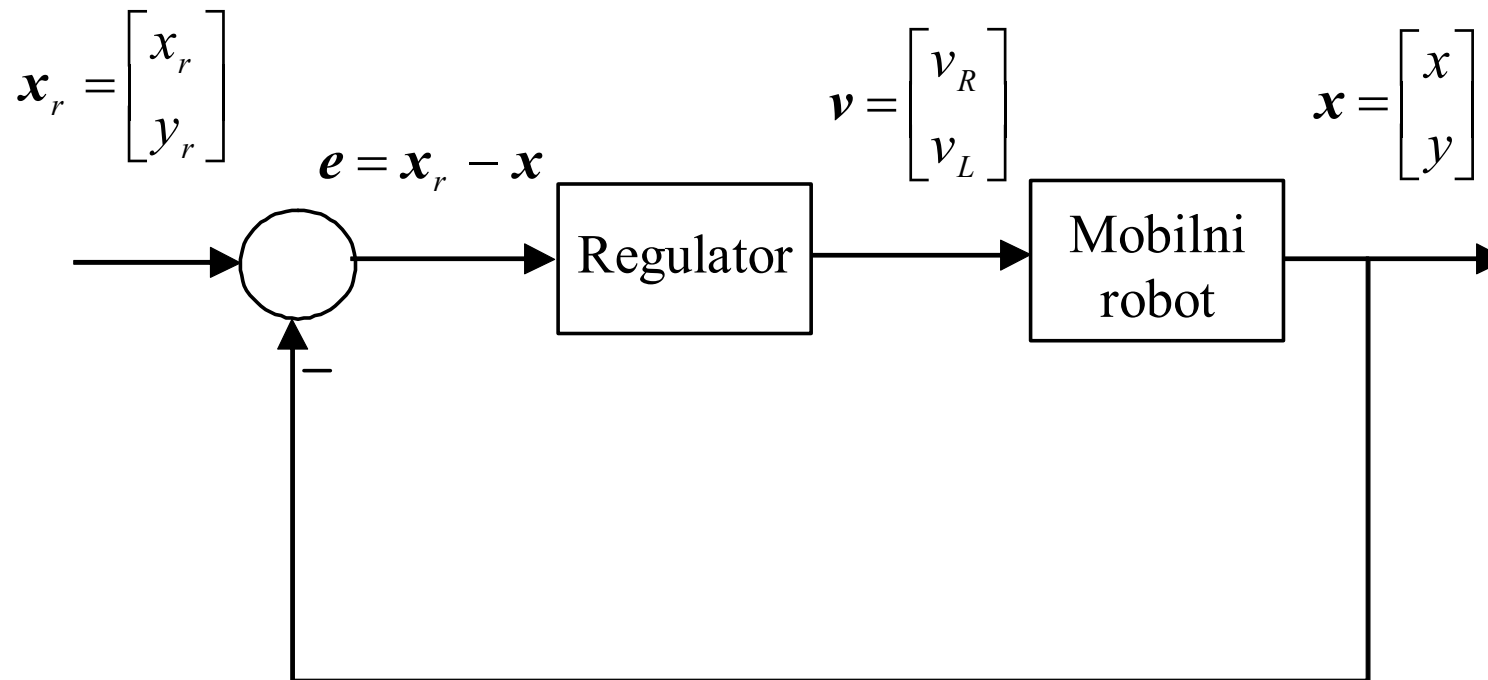 x_r = [x_r y_r]
e = x_r − x
v = [v_R v_L]
x = [x y]
Regulator
Mobilni
robot
−